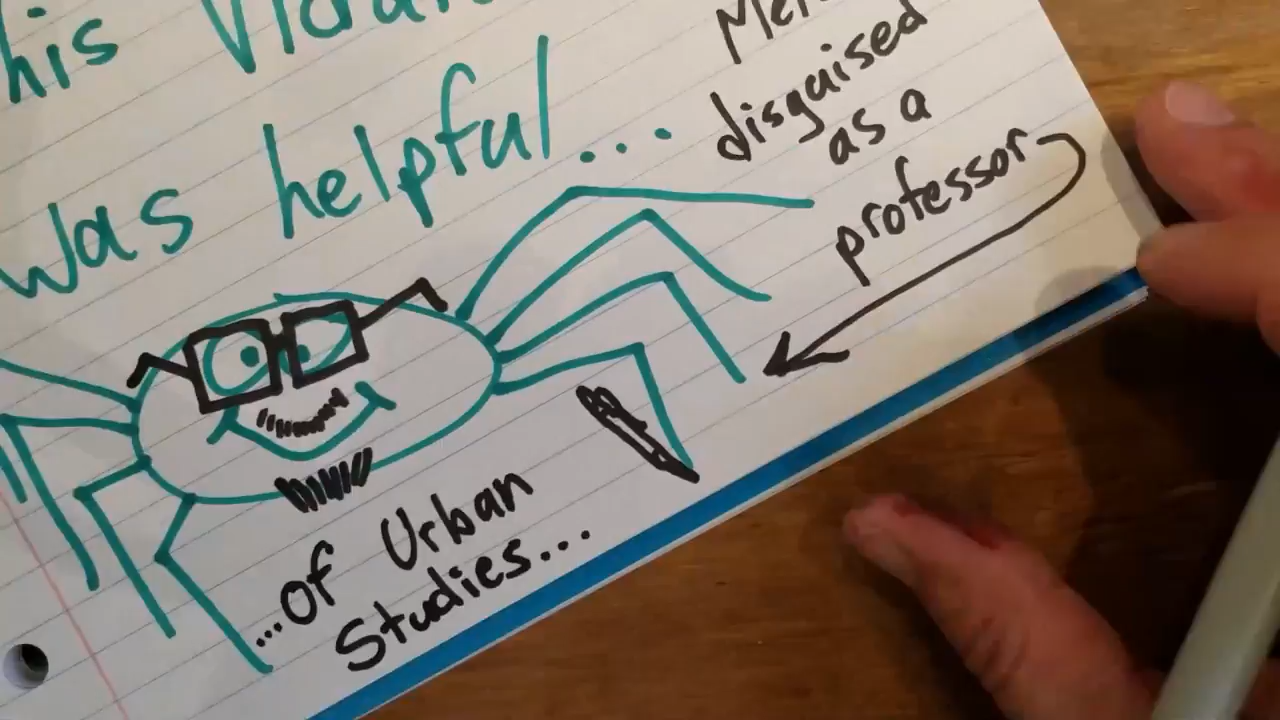 his
was helpful...
disguised
as a
professor
...of Urban
Studies...